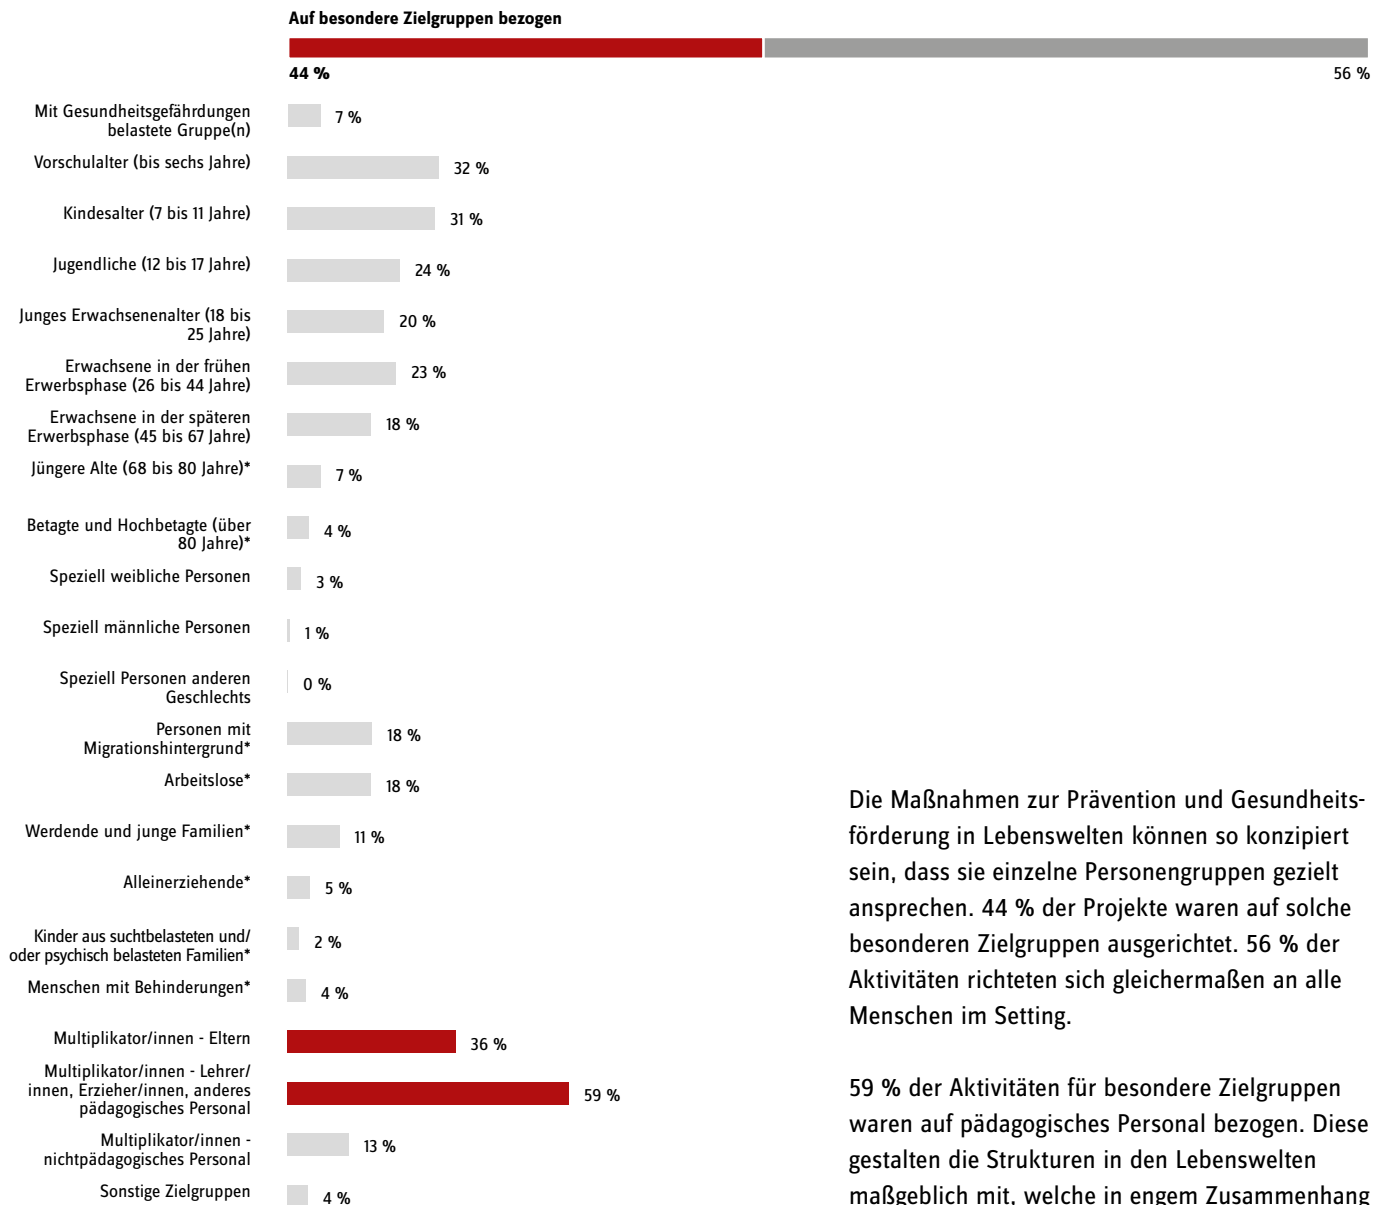 Auf besondere Zielgruppen bezogen
44 %
56 %
Mit Gesundheitsgefährdungen
belastete Gruppe(n)
7 %
Vorschulalter (bis sechs Jahre)
32 %
Kindesalter (7 bis 11 Jahre)
31 %
Jugendliche (12 bis 17 Jahre)
24 %
Junges Erwachsenenalter (18 bis
25 Jahre)
20 %
Erwachsene in der frühen
Erwerbsphase (26 bis 44 Jahre)
23 %
Erwachsene in der späteren
Erwerbsphase (45 bis 67 Jahre)
18 %
Jüngere Alte (68 bis 80 Jahre)*
7 %
Betagte und Hochbetagte (über
80 Jahre)*
4 %
Speziell weibliche Personen
3 %
Speziell männliche Personen
1 %
Speziell Personen anderen
Geschlechts
0 %
Personen mit
Migrationshintergrund*
18 %
Arbeitslose*
18 %
Werdende und junge Familien*
11 %
Alleinerziehende*
5 %
Kinder aus suchtbelasteten und/
oder psychisch belasteten Familien*
2 %
Menschen mit Behinderungen*
4 %
Multiplikator/innen - Eltern
36 %
Multiplikator/innen - Lehrer/
innen, Erzieher/innen, anderes
pädagogisches Personal
59 %
Multiplikator/innen -
nichtpädagogisches Personal
13 %
Sonstige Zielgruppen
4 %
Die Maßnahmen zur Prävention und Gesundheits-
förderung in Lebenswelten können so konzipiert
sein, dass sie einzelne Personengruppen gezielt
ansprechen. 44 % der Projekte waren auf solche
besonderen Zielgruppen ausgerichtet. 56 % der
Aktivitäten richteten sich gleichermaßen an alle
Menschen im Setting.
59 % der Aktivitäten für besondere Zielgruppen
waren auf pädagogisches Personal bezogen. Diese
gestalten die Strukturen in den Lebenswelten
maßgeblich mit, welche in engem Zusammenhang